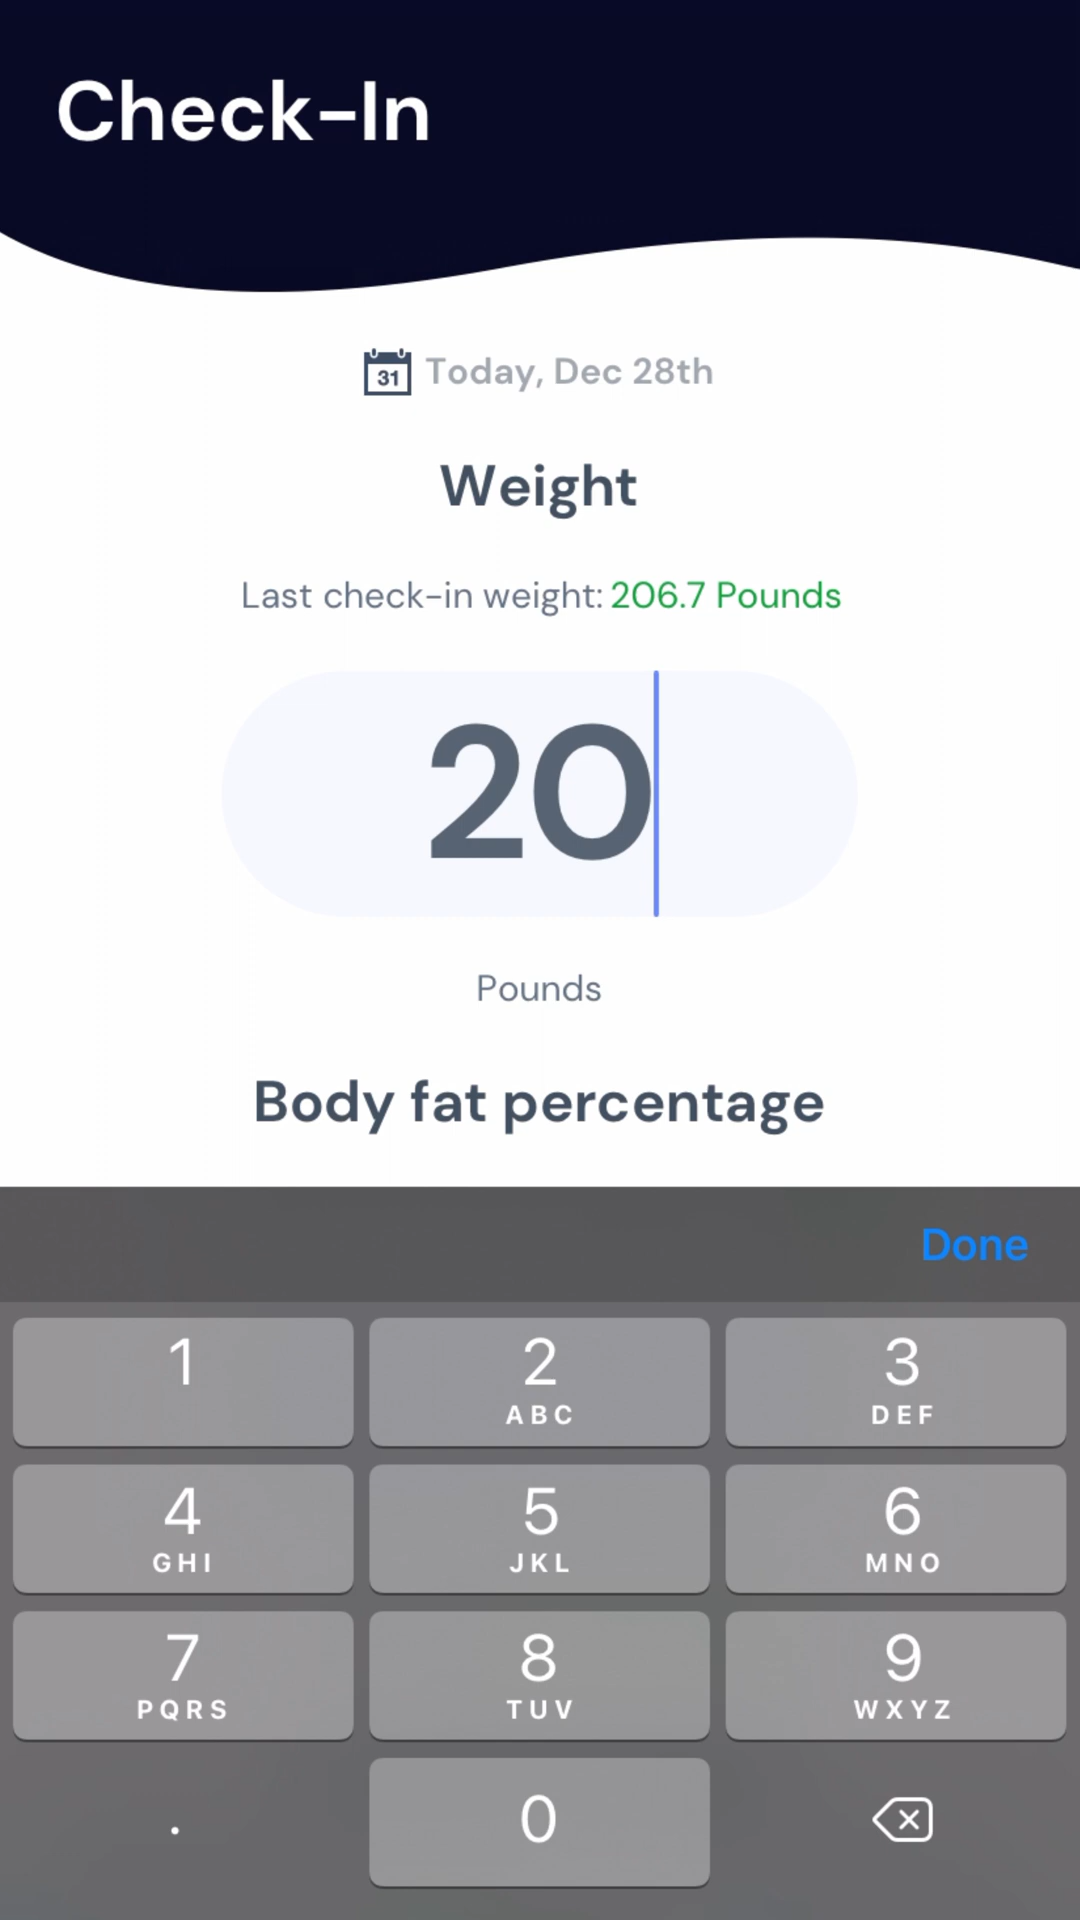 Check-In
31 Today, Dec 28th
Weight
Last check-in weight: 206.7 Pounds
20
Pounds
Body fat percentage
Done
1 2 3
ABC DEF
4 5 6
GHI JKL MNO
7 8 9
PQRS TUV WXYZ
. 0